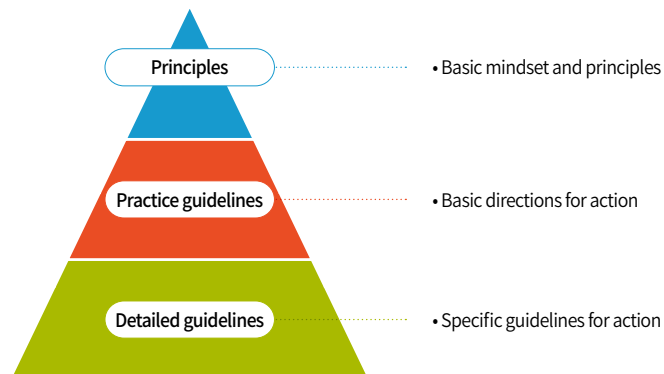 Principles
• Basic mindset and principles
Practice guidelines
• Basic directions for action
Detailed guidelines
• Specific guidelines for action